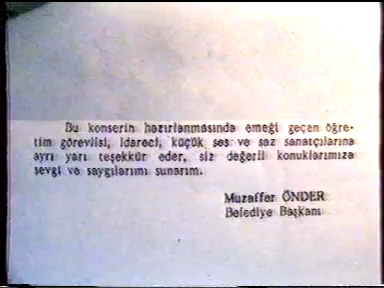 Bu konserin hazırlanmasında emeği geçen öğre-
tim görevlisi, idareci, küçük ses ve saz sanatçılarına
ayrı yarı teşekkür eder, siz değerli konuklarımıza
sevgi ve saygılarımı sunarım.
Muzaffer ÖNDER
Belediye Başkanı